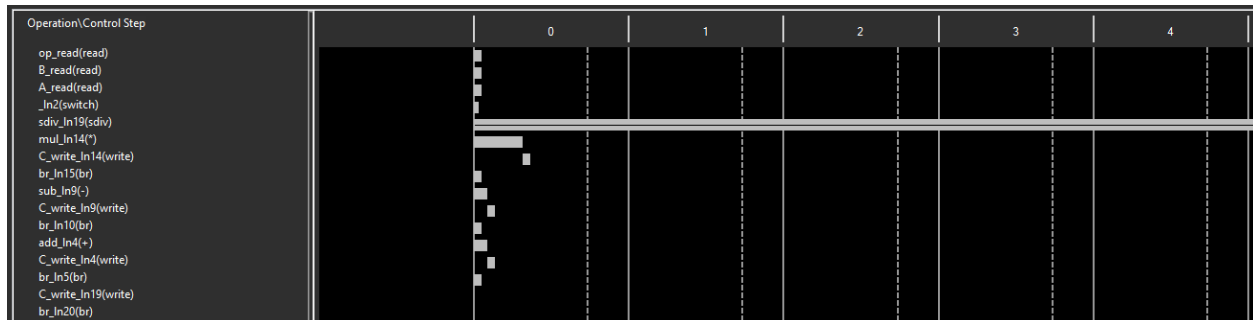 Operation\Control Step
0 1 2 3 4
op_read(read)
B_read(read)
A_read(read)
_ln2(switch)
sdiv_ln19(sdiv)
mul_ln14(*)
C_write_ln14(write)
br_ln15(br)
sub_ln9(-)
C_write_ln9(write)
br_ln10(br)
add_ln4(+)
C_write_ln4(write)
br_ln5(br)
C_write_ln19(write)
br_ln20(br)